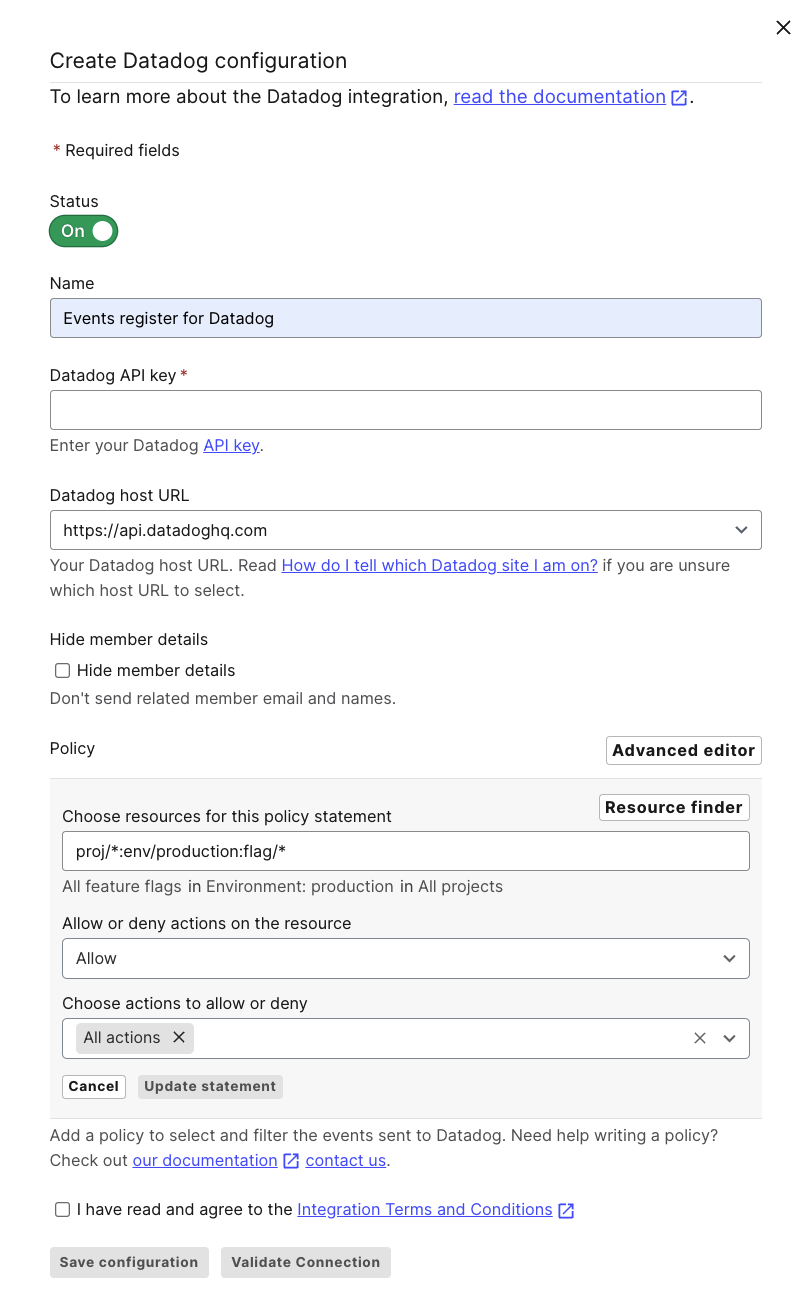 Create Datadog configuration
To learn more about the Datadog integration, read the documentation.
* Required fields
Status
On
Name
Events register for Datadog
Datadog API key *
Enter your Datadog API key.
Datadog host URL
https://api.datadoghq.com
Your Datadog host URL. Read How do I tell which Datadog site I am on? if you are unsure
which host URL to select.
Hide member details
Hide member details
Don't send related member email and names.
Policy
Advanced editor
Choose resources for this policy statement
Resource finder
proj/*:env/production:flag/*
All feature flags in Environment: production in All projects
Allow or deny actions on the resource
Allow
Choose actions to allow or deny
All actions
Cancel Update statement
Add a policy to select and filter the events sent to Datadog. Need help writing a policy?
Check out our documentation contact us.
I have read and agree to the Integration Terms and Conditions
Save configuration Validate Connection